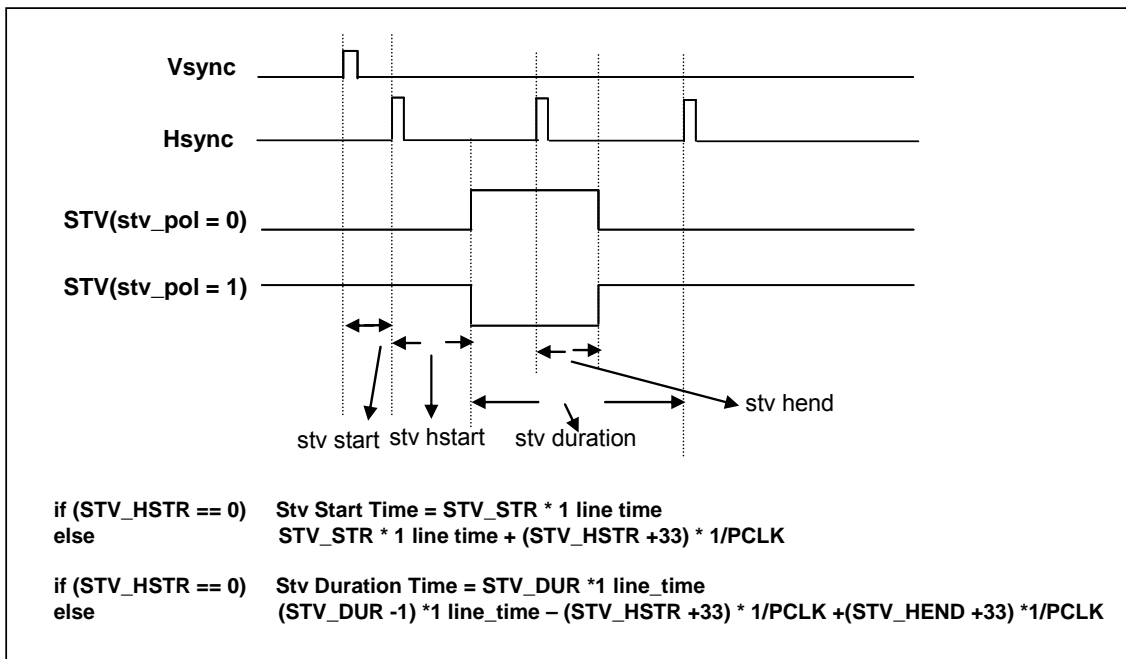 Vsync
Hsync
STV(stv_pol = 0)
STV(stv_pol = 1)
stv hend
stv start
stv hstart
stv duration
if (STV_HSTR == 0) Stv Start Time = STV_STR * 1 line time
else STV_STR * 1 line time + (STV_HSTR +33) * 1/PCLK
if (STV_HSTR == 0) Stv Duration Time = STV_DUR *1 line_time
else (STV_DUR -1) *1 line_time – (STV_HSTR +33) * 1/PCLK +(STV_HEND +33) *1/PCLK